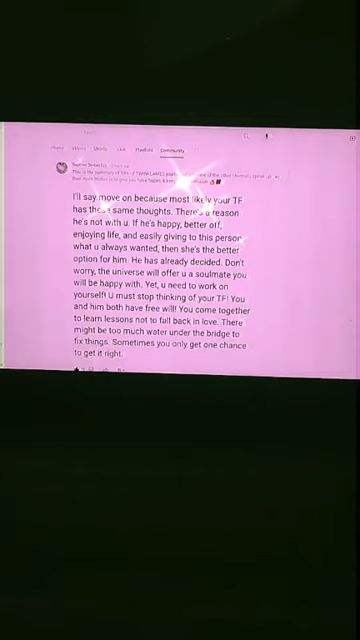 Home Videos Shorts Live Playlists Community
I'll say move on because most likely your TF
has these same thoughts. There's a reason
he's not with u. If he's happy, better off,
enjoying life, and easily giving to this person
what u always wanted, then she's the better
option for him. He has already decided. Don't
worry, the universe will offer u a soulmate you
will be happy with. Yet, u need to work on
yourself! U must stop thinking of your TF! You
and him both have free will! You come together
to learn lessons not to fall back in love. There
might be too much water under the bridge to
fix things. Sometimes you only get one chance
to get it right.